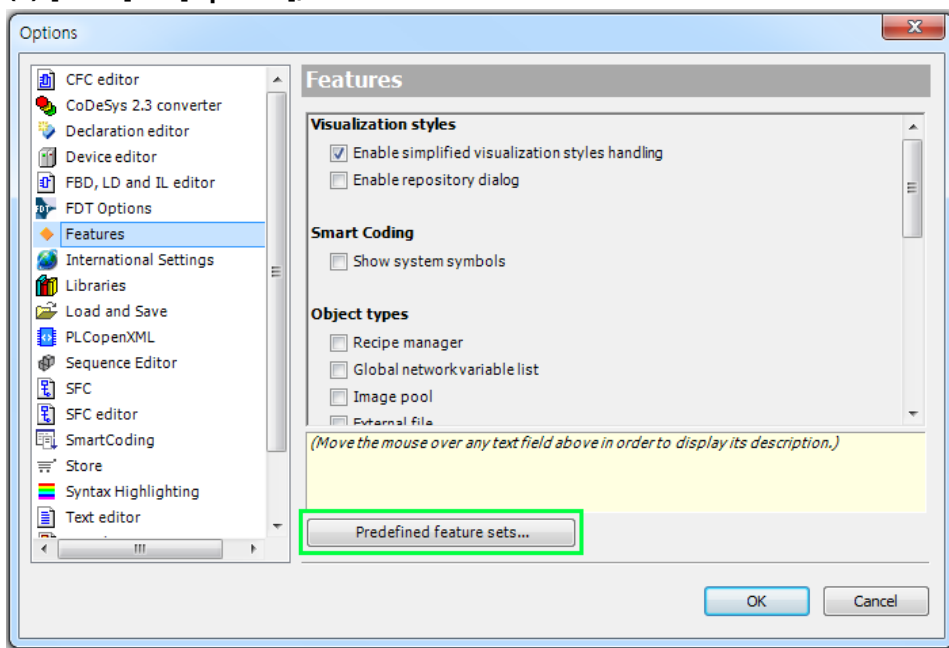 Options
CFC editor
CoDeSys 2.3 converter
Declaration editor
Device editor
FBD, LD and IL editor
FDT Options
Features
International Settings
Libraries
Load and Save
PLCopenXML
Sequence Editor
SFC
SFC editor
SmartCoding
Store
Syntax Highlighting
Text editor
Features
Visualization styles
Enable simplified visualization styles handling
Enable repository dialog
Smart Coding
Show system symbols
Object types
Recipe manager
Global network variable list
Image pool
External file
(Move the mouse over any text field above in order to display its description.)
Predefined feature sets...
OK
Cancel